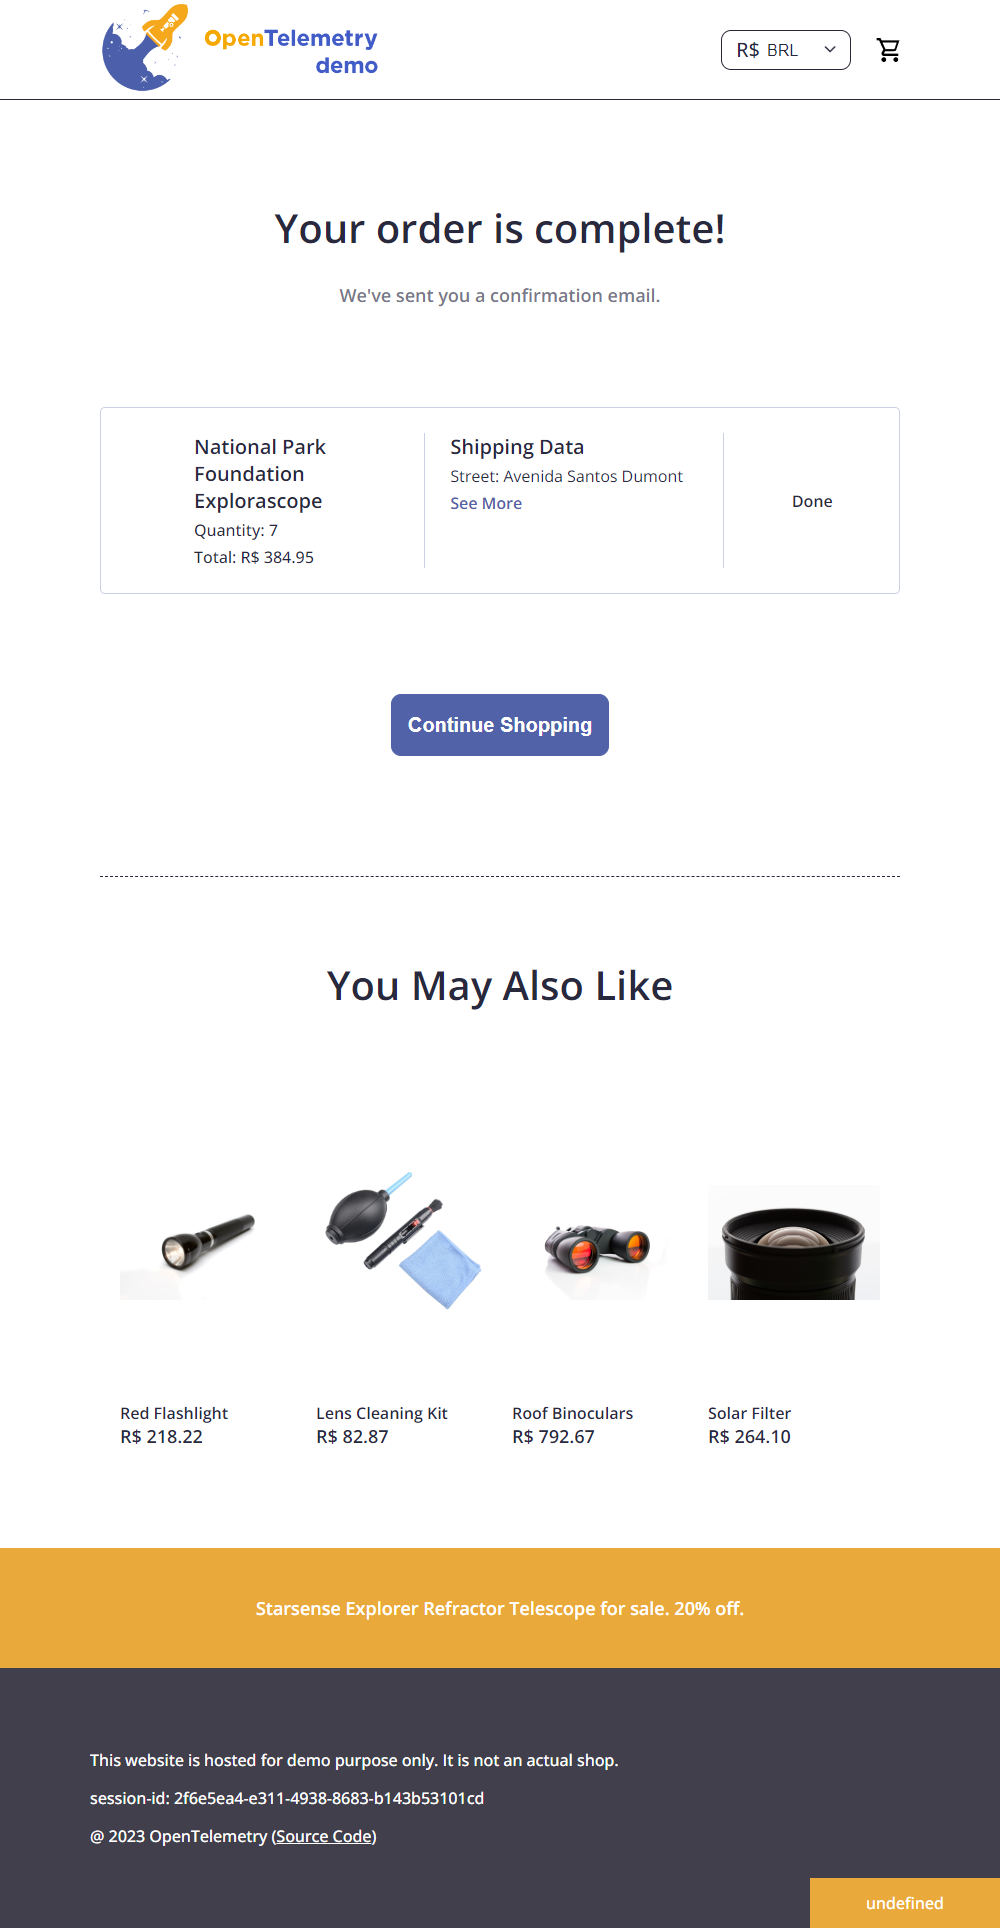 OpenTelemetry
demo
R$ BRL
Your order is complete!
We've sent you a confirmation email.
National Park
Foundation
Explorascope
Quantity: 7
Total: R$ 384.95
Shipping Data
Street: Avenida Santos Dumont
See More
Done
Continue Shopping
You May Also Like
Red Flashlight
R$ 218.22
Lens Cleaning Kit
R$ 82.87
Roof Binoculars
R$ 792.67
Solar Filter
R$ 264.10
Starsense Explorer Refractor Telescope for sale. 20% off.
This website is hosted for demo purpose only. It is not an actual shop.
session-id: 2f6e5ea4-e311-4938-8683-b143b53101cd
@ 2023 OpenTelemetry (Source Code)
undefined